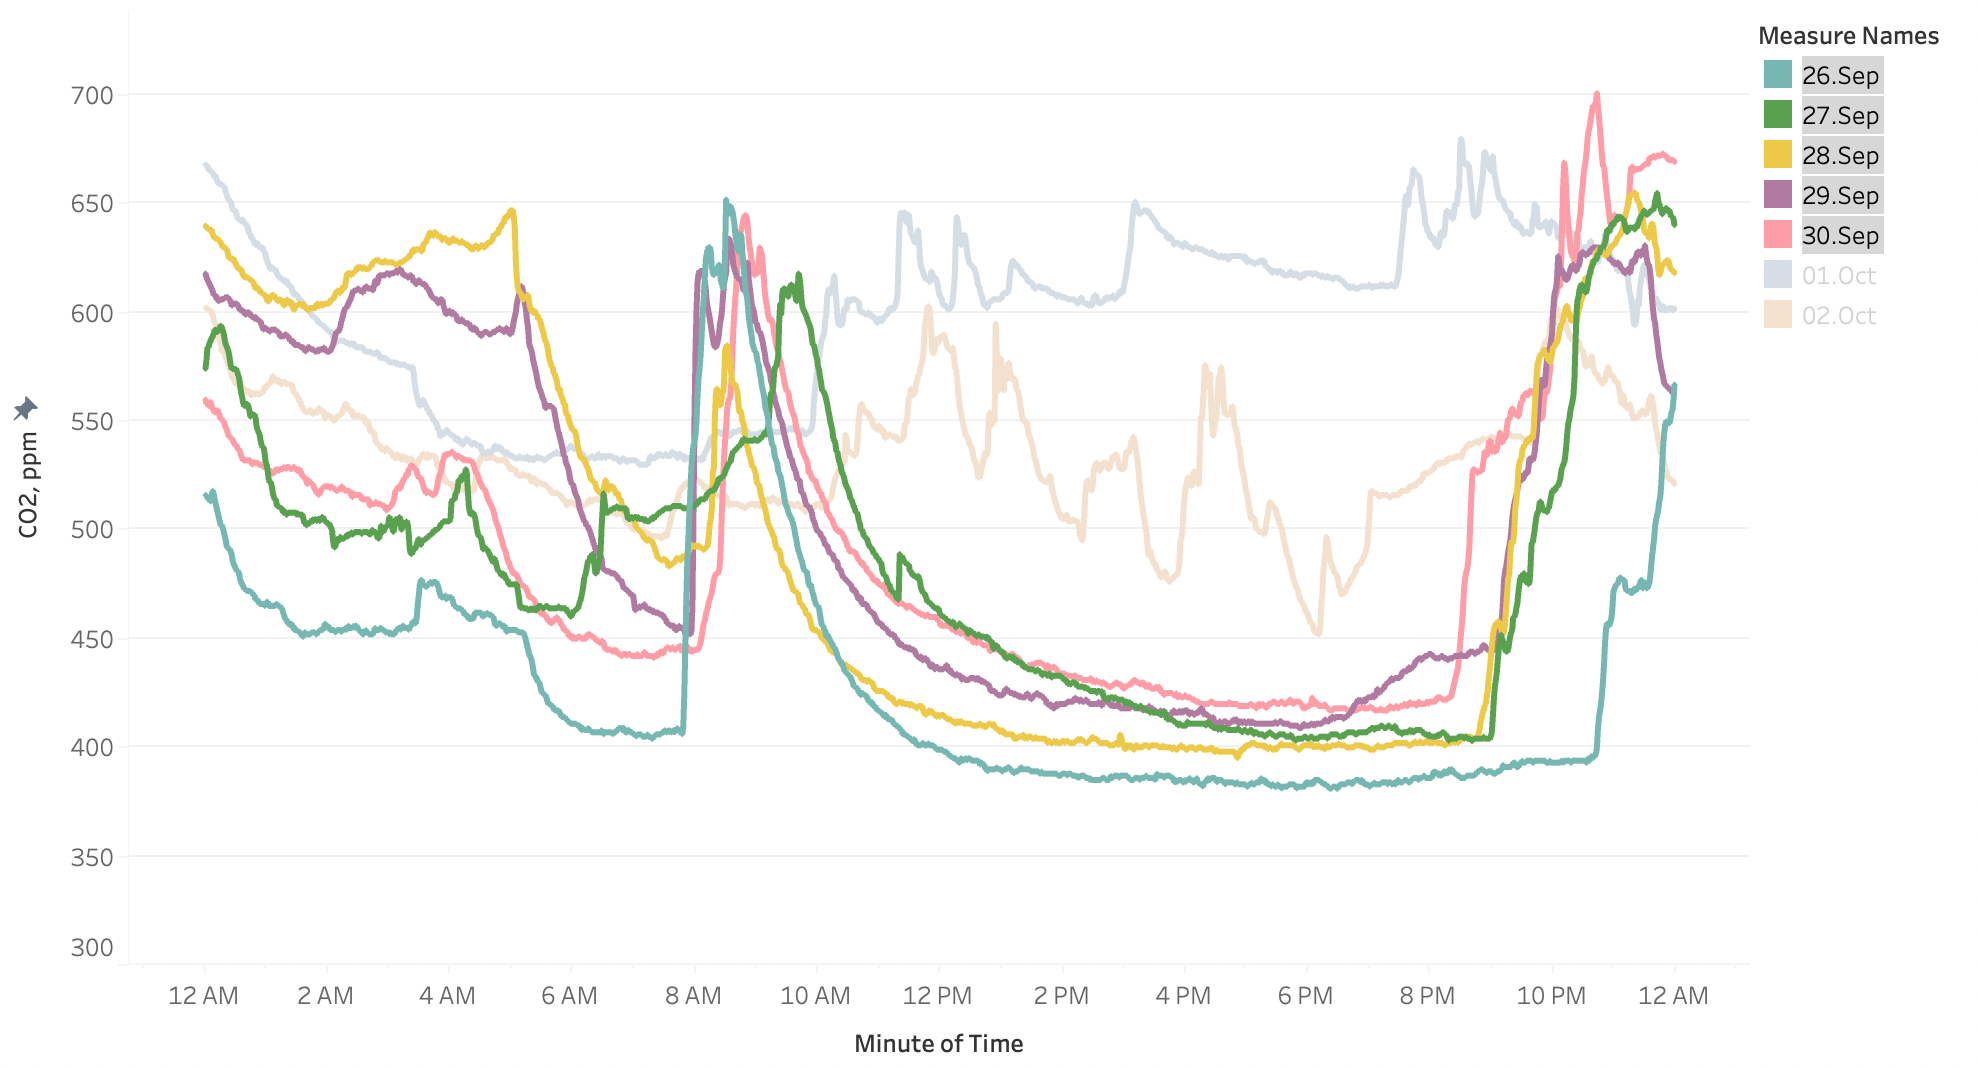 Measure Names
26.Sep
27.Sep
28.Sep
29.Sep
30.Sep
01.Oct
02.Oct
CO2, ppm
700
650
600
550
500
450
400
350
300
12 AM 2 AM 4 AM 6 AM 8 AM 10 AM 12 PM 2 PM 4 PM 6 PM 8 PM 10 PM 12 AM
Minute of Time